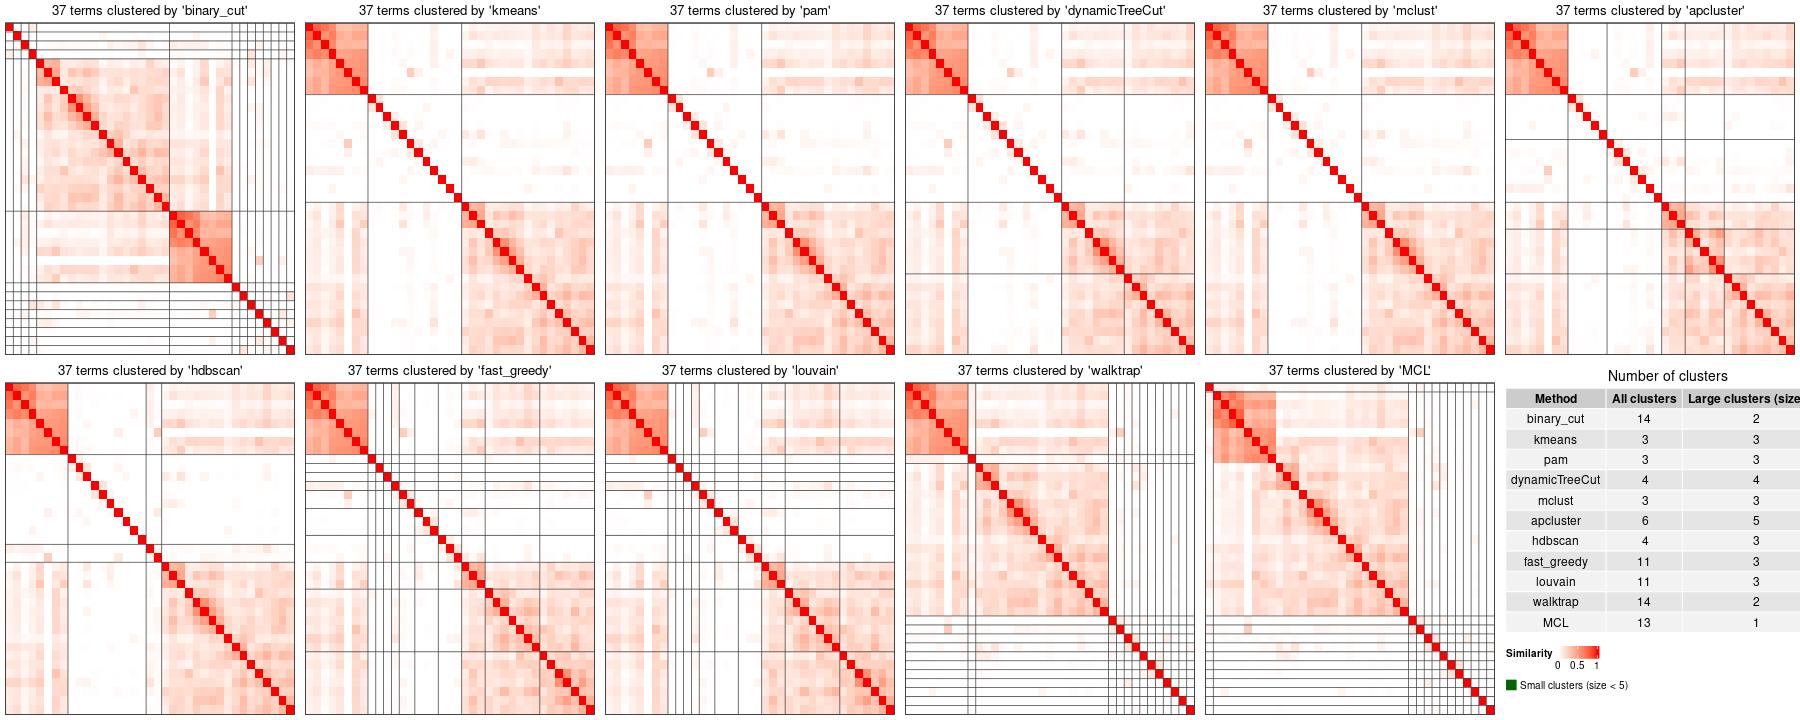 37 terms clustered by 'binary_cut'
37 terms clustered by 'kmeans'
37 terms clustered by 'pam'
37 terms clustered by 'dynamicTreeCut'
37 terms clustered by 'mclust'
37 terms clustered by 'apcluster'
37 terms clustered by 'hdbscan'
37 terms clustered by 'fast_greedy'
37 terms clustered by 'louvain'
37 terms clustered by 'walktrap'
37 terms clustered by 'MCL'
Number of clusters
Method All clusters Large clusters (size
binary_cut 14 2
kmeans 3 3
pam 3 3
dynamicTreeCut 4 4
mclust 3 3
apcluster 6 5
hdbscan 4 3
fast_greedy 11 3
louvain 11 3
walktrap 14 2
MCL 13 1
Similarity
0 0.5 1
Small clusters (size < 5)